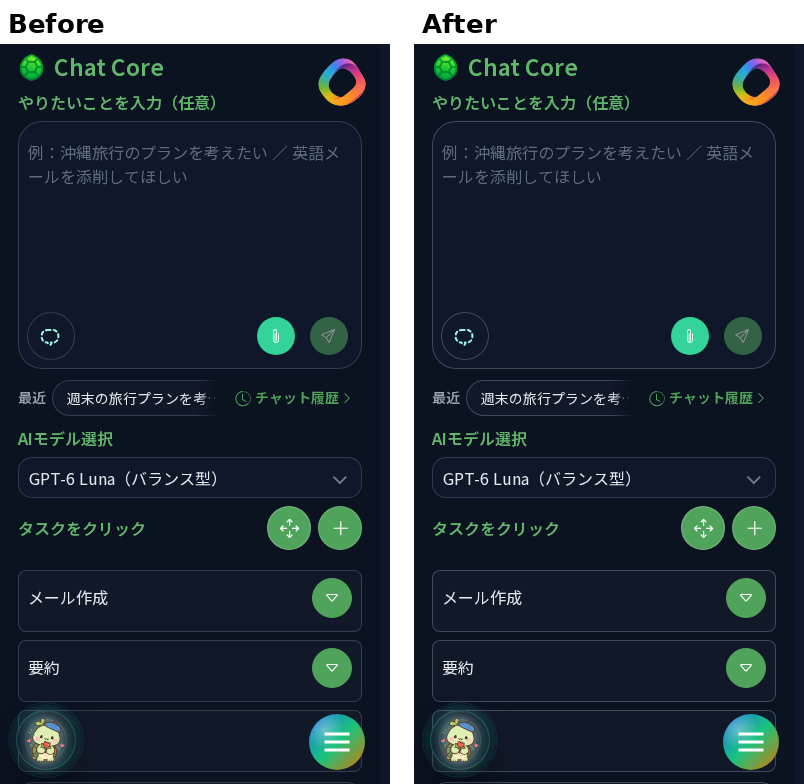 Before
Chat Core
やりたいことを入力（任意）
例：沖縄旅行のプランを考えたい ／ 英語メ
ールを添削してほしい
最近
週末の旅行プランを考…
チャット履歴
AIモデル選択
GPT-6 Luna（バランス型）
タスクをクリック
メール作成
要約
After
Chat Core
やりたいことを入力（任意）
例：沖縄旅行のプランを考えたい ／ 英語メ
ールを添削してほしい
最近
週末の旅行プランを考…
チャット履歴
AIモデル選択
GPT-6 Luna（バランス型）
タスクをクリック
メール作成
要約